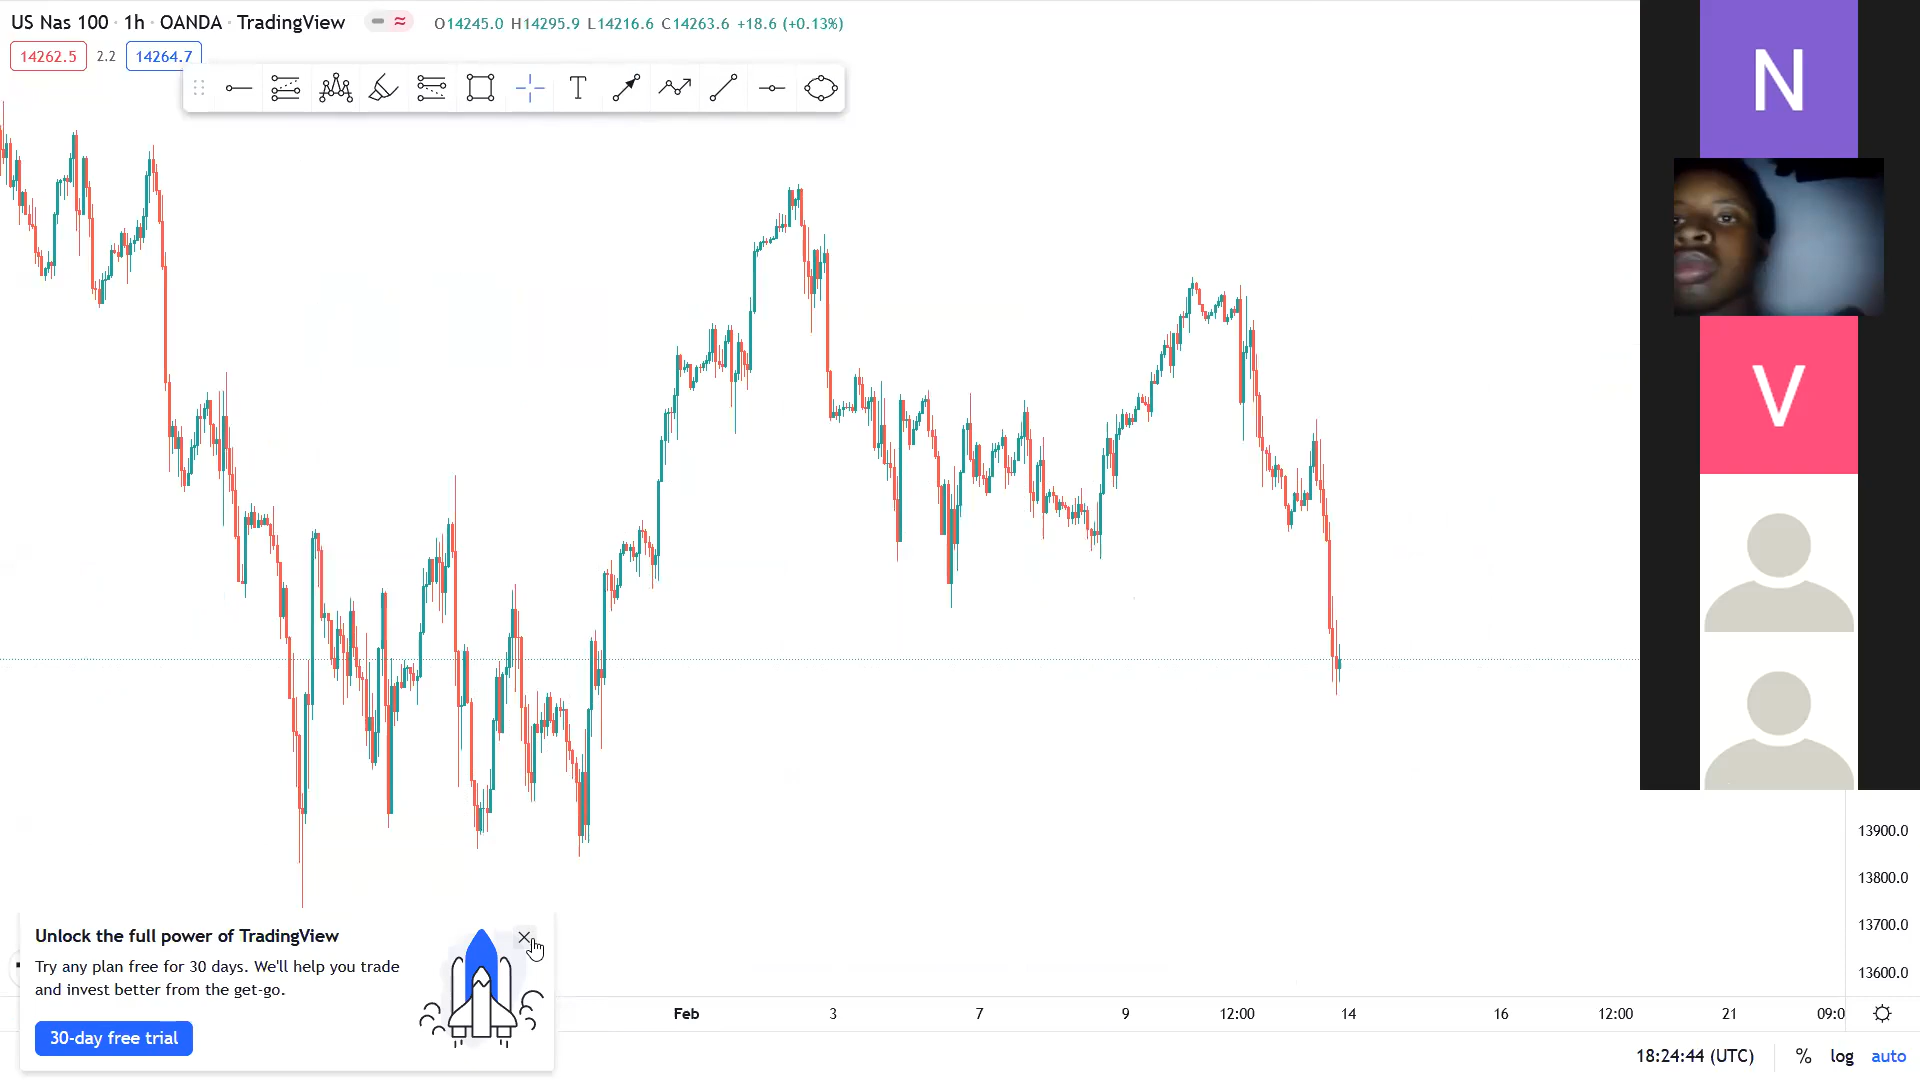 US Nas 100 · 1h · OANDA · TradingView
O14245.0 H14295.9 L14216.6 C14263.6 +18.6 (+0.13%)
14262.5 2.2 14264.7
T
N
V
13900.0
13800.0
13700.0
13600.0
Unlock the full power of TradingView
Try any plan free for 30 days. We'll help you trade
and invest better from the get-go.
30-day free trial
Feb 3 7 9 12:00 14 16 12:00 21 09:0
18:24:44 (UTC) % log auto